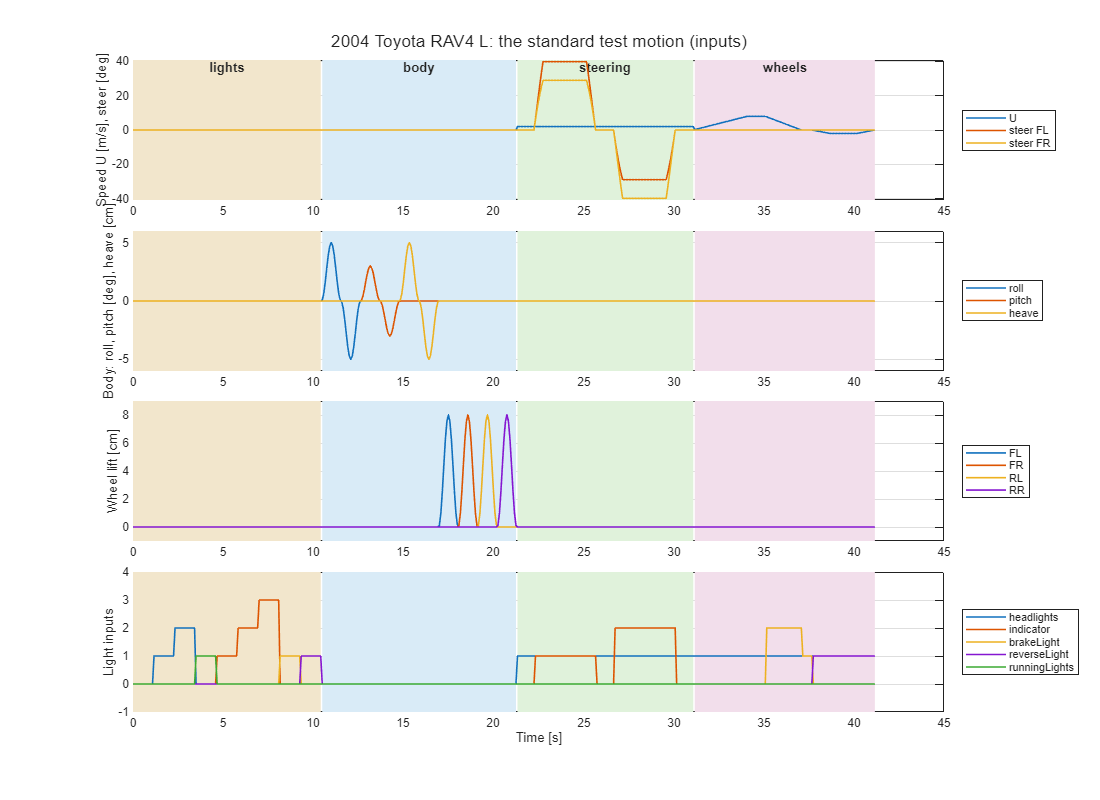 2004 Toyota RAV4 L: the standard test motion (inputs)
lights
body
steering
wheels
Speed U [m/s], steer [deg]
40
20
0
-20
-40
0
5
10
15
20
25
30
35
40
45
U
steer FL
steer FR
Body: roll, pitch [deg], heave [cm]
5
0
-5
0
5
10
15
20
25
30
35
40
45
roll
pitch
heave
Wheel lift [cm]
8
6
4
2
0
0
5
10
15
20
25
30
35
40
45
FL
FR
RL
RR
Light inputs
4
3
2
1
0
-1
0
5
10
15
20
25
30
35
40
45
Time [s]
headlights
indicator
brakeLight
reverseLight
runningLights